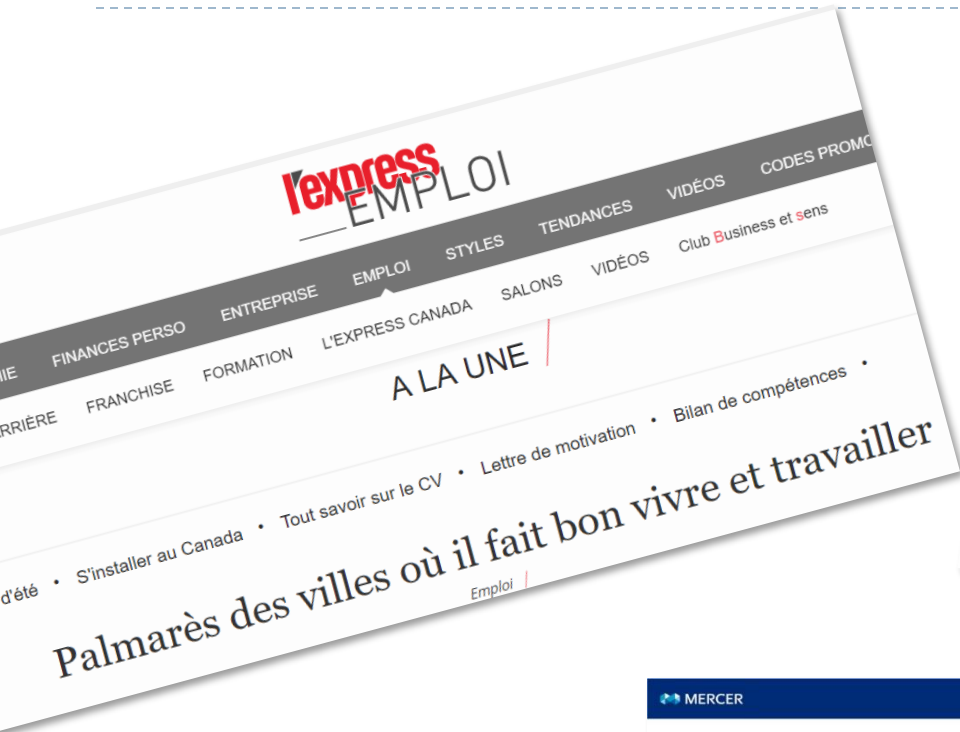 l'express
EMPLOI
FINANCES PERSO ENTREPRISE EMPLOI STYLES TENDANCES VIDÉOS CODES PROMO
FRANCHISE FORMATION L'EXPRESS CANADA SALONS VIDÉOS Club Business et sens
A LA UNE
d'été • S'installer au Canada • Tout savoir sur le CV • Lettre de motivation • Bilan de compétences •
Palmarès des villes où il fait bon vivre et travailler
Emploi
MERCER